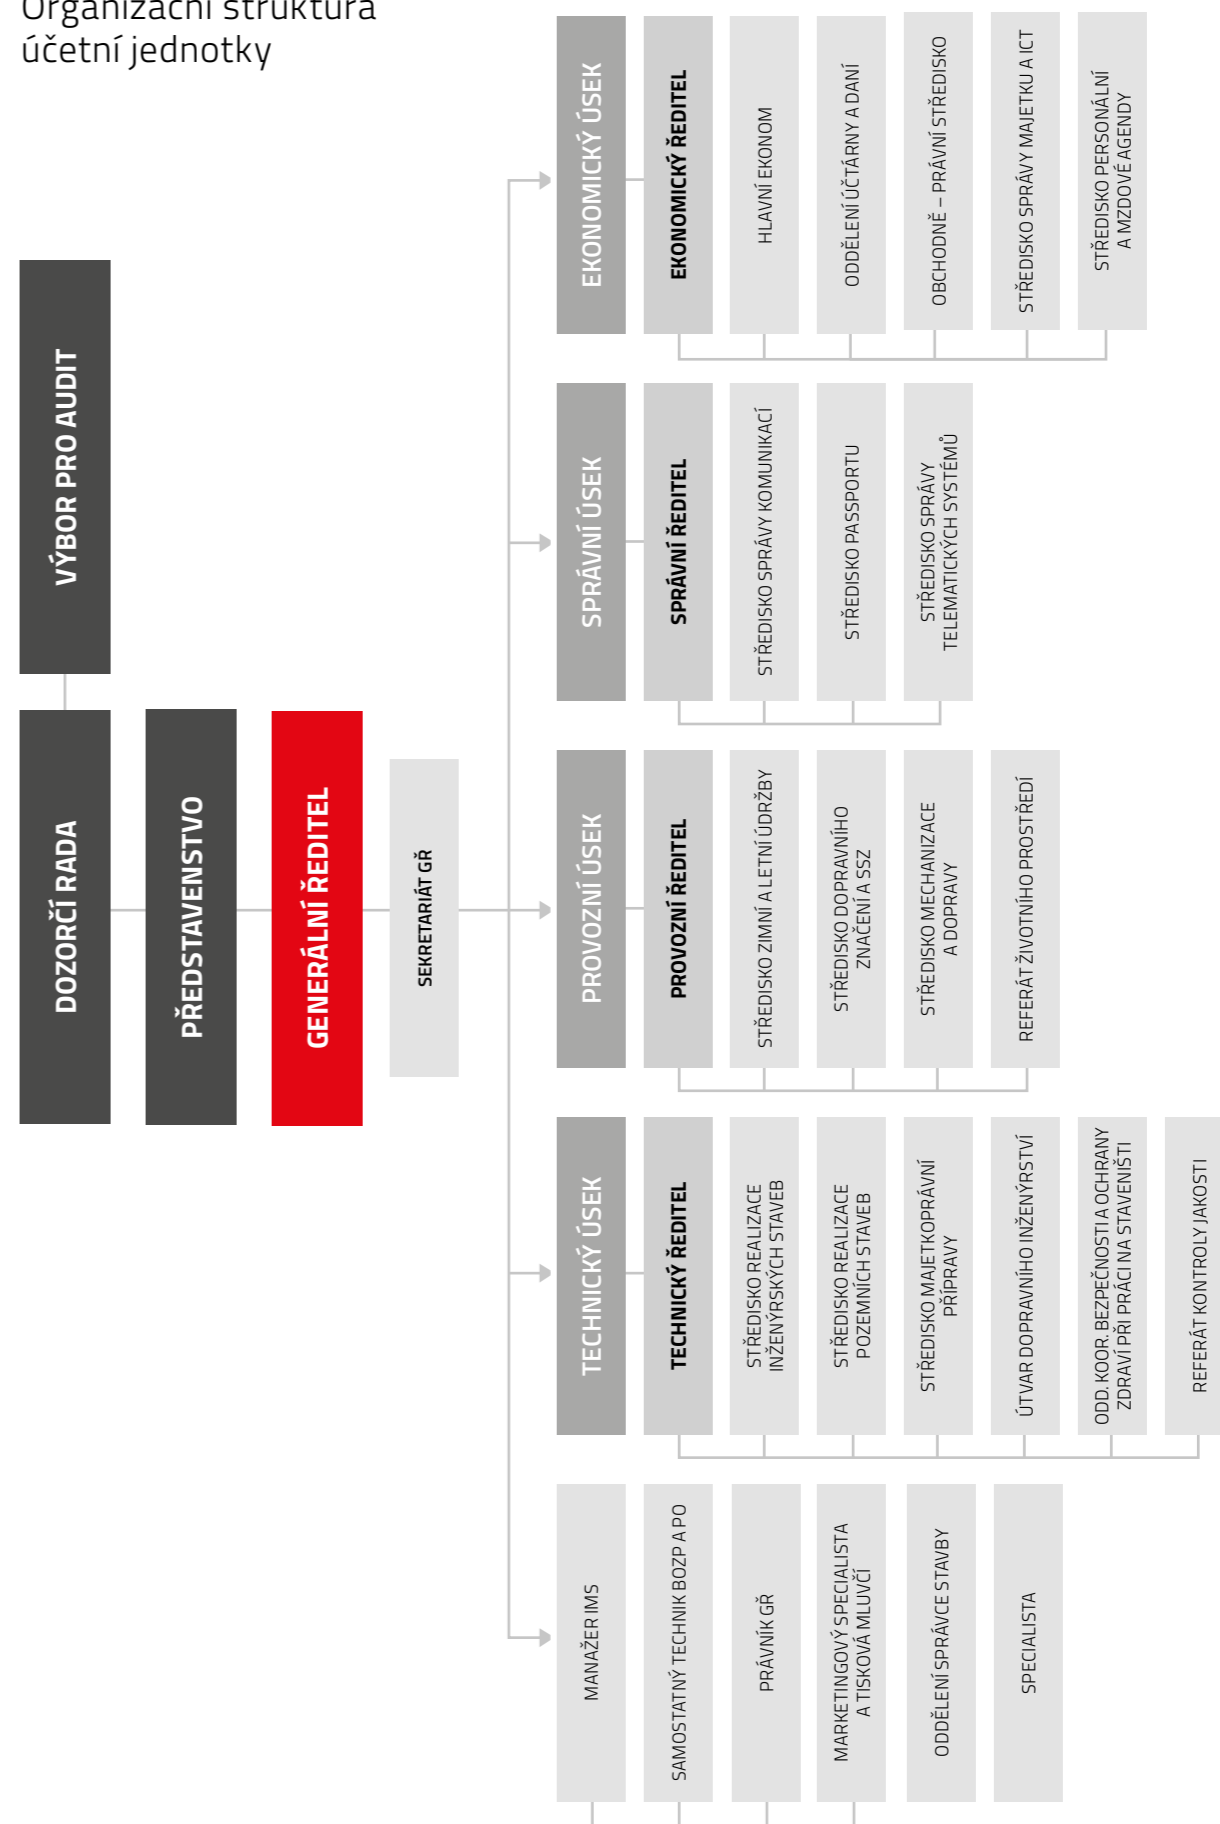 Organizační struktura
účetní jednotky
VÝBOR PRO AUDIT
DOZORČÍ RADA
PŘEDSTAVENSTVO
GENERÁLNÍ ŘEDITEL
SEKRETARIÁT GŘ
MANAŽER IMS
SAMOSTATNÝ TECHNIK BOZP A PO
PRÁVNÍK GŘ
MARKETINGOVÝ SPECIALISTA
A TISKOVÁ MLUVČÍ
ODDĚLENÍ SPRÁVCE STAVBY
SPECIALISTA
TECHNICKÝ ÚSEK
TECHNICKÝ ŘEDITEL
STŘEDISKO REALIZACE
INŽENÝRSKÝCH STAVEB
STŘEDISKO REALIZACE
POZEMNÍCH STAVEB
STŘEDISKO MAJETKOPRÁVNÍ
PŘÍPRAVY
ÚTVAR DOPRAVNÍHO INŽENÝRSTVÍ
ODD. KOOR. BEZPEČNOSTI A OCHRANY
ZDRAVÍ PŘI PRÁCI NA STAVENIŠTI
REFERÁT KONTROLY JAKOSTI
PROVOZNÍ ÚSEK
PROVOZNÍ ŘEDITEL
STŘEDISKO ZIMNÍ A LETNÍ ÚDRŽBY
STŘEDISKO DOPRAVNÍHO
ZNAČENÍ A SSZ
STŘEDISKO MECHANIZACE
A DOPRAVY
REFERÁT ŽIVOTNÍHO PROSTŘEDÍ
SPRÁVNÍ ÚSEK
SPRÁVNÍ ŘEDITEL
STŘEDISKO SPRÁVY KOMUNIKACÍ
STŘEDISKO PASSPORTU
STŘEDISKO SPRÁVY
TELEMATICKÝCH SYSTÉMŮ
EKONOMICKÝ ÚSEK
EKONOMICKÝ ŘEDITEL
HLAVNÍ EKONOM
ODDĚLENÍ ÚČTÁRNY A DANÍ
OBCHODNĚ – PRÁVNÍ STŘEDISKO
STŘEDISKO SPRÁVY MAJETKU A ICT
STŘEDISKO PERSONÁLNÍ
A MZDOVÉ AGENDY